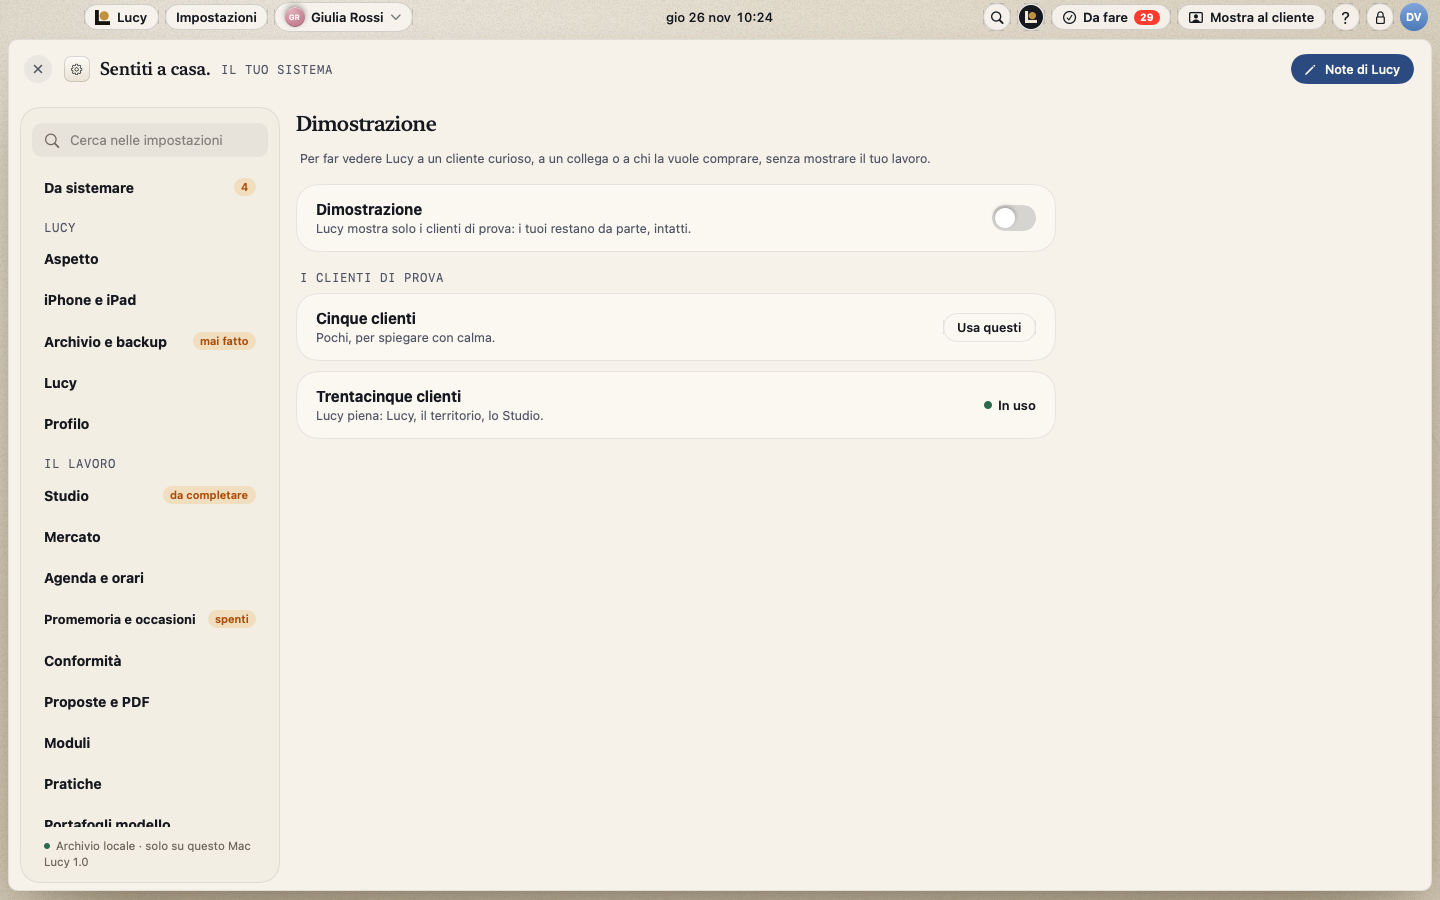 Lucy
Impostazioni
GR Giulia Rossi
gio 26 nov 10:24
Da fare 29
Mostra al cliente
?
DV
Sentiti a casa. IL TUO SISTEMA
Note di Lucy
Cerca nelle impostazioni
Da sistemare 4
LUCY
Aspetto
iPhone e iPad
Archivio e backup mai fatto
Lucy
Profilo
IL LAVORO
Studio da completare
Mercato
Agenda e orari
Promemoria e occasioni spenti
Conformità
Proposte e PDF
Moduli
Pratiche
Portafogli modello
Archivio locale · solo su questo Mac
Lucy 1.0
Dimostrazione
Per far vedere Lucy a un cliente curioso, a un collega o a chi la vuole comprare, senza mostrare il tuo lavoro.
Dimostrazione
Lucy mostra solo i clienti di prova: i tuoi restano da parte, intatti.
I CLIENTI DI PROVA
Cinque clienti
Pochi, per spiegare con calma.
Usa questi
Trentacinque clienti
Lucy piena: Lucy, il territorio, lo Studio.
In uso